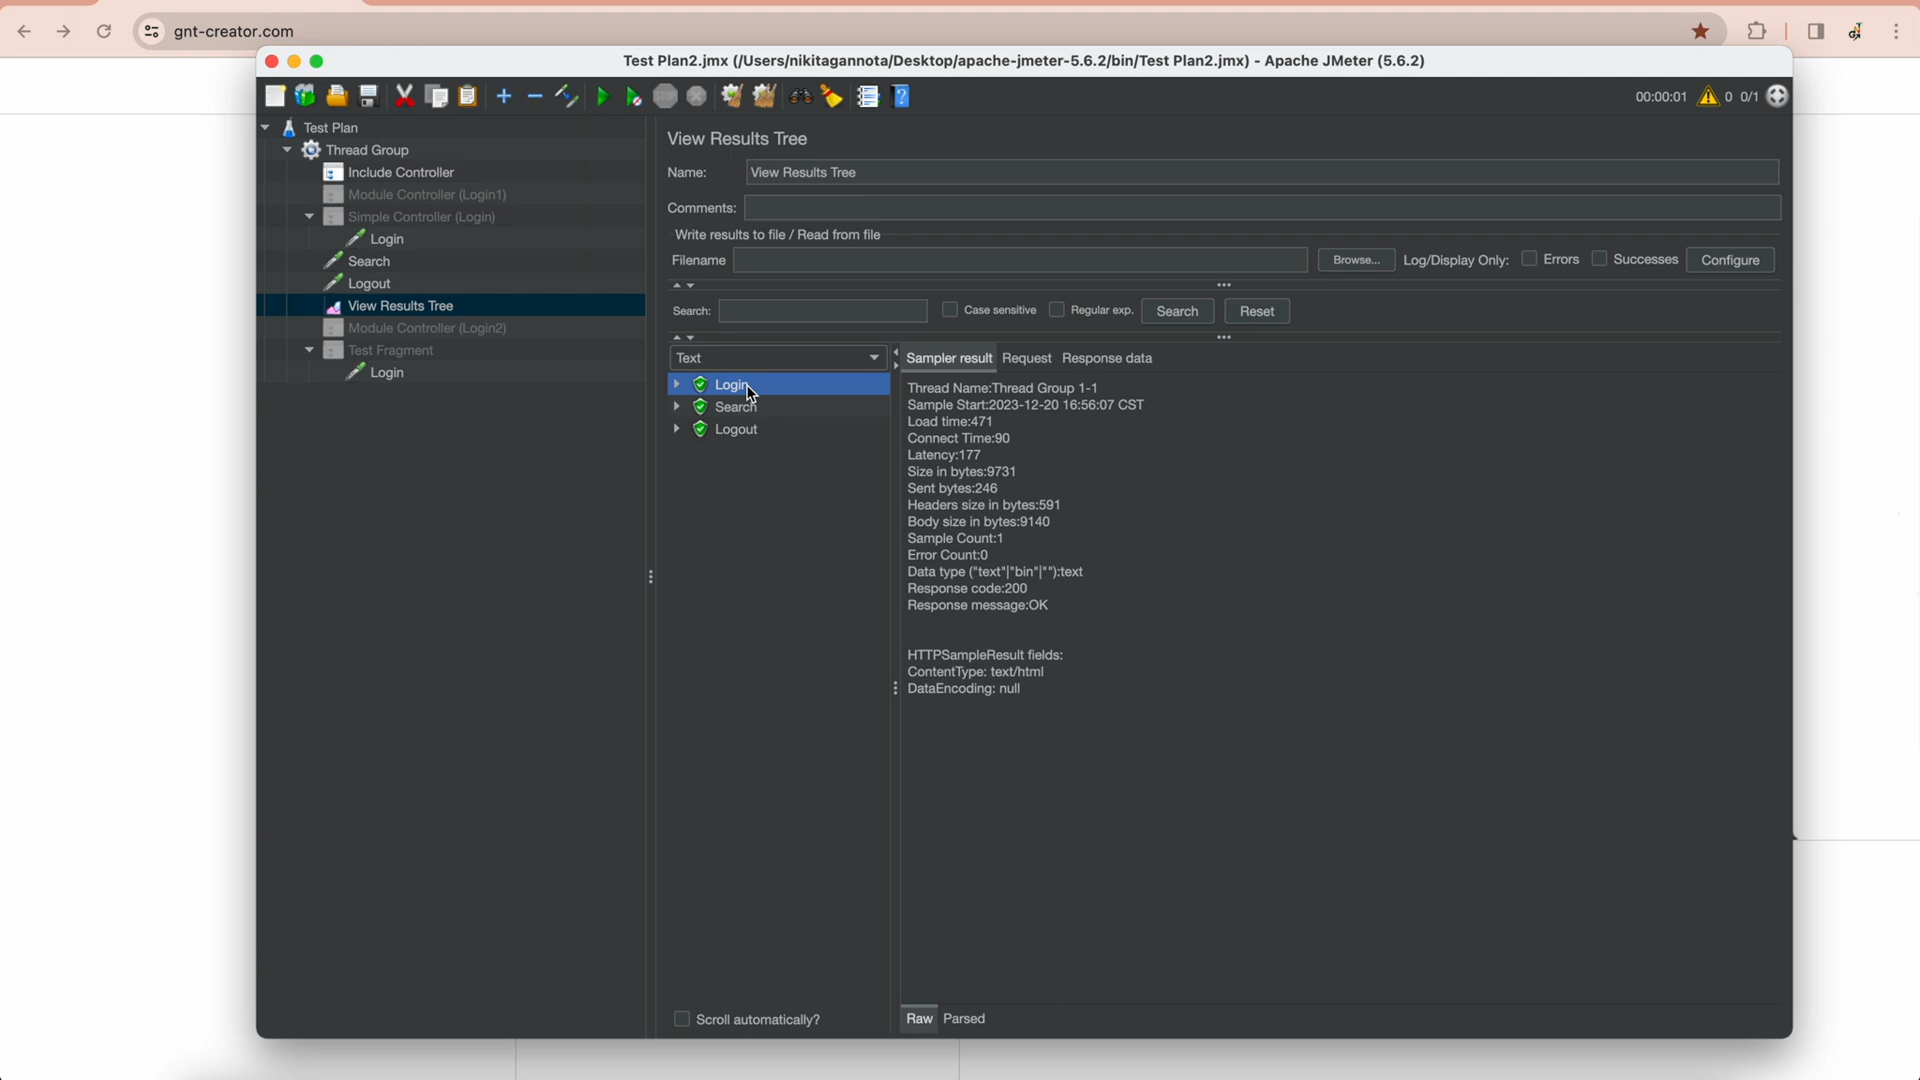 gnt-creator.com
Test Plan2.jmx (/Users/nikitagannota/Desktop/apache-jmeter-5.6.2/bin/Test Plan2.jmx) - Apache JMeter (5.6.2)
STOP
00:00:01 0 0/1
Test Plan
Thread Group
Include Controller
Module Controller (Login1)
Simple Controller (Login)
Login
Search
Logout
View Results Tree
Module Controller (Login2)
Test Fragment
Login
View Results Tree
Name: View Results Tree
Comments:
Write results to file / Read from file
Filename Browse... Log/Display Only: Errors Successes Configure
Search: Case sensitive Regular exp. Search Reset
Text
Login
Search
Logout
Scroll automatically?
Sampler result Request Response data
Thread Name:Thread Group 1-1
Sample Start:2023-12-20 16:56:07 CST
Load time:471
Connect Time:90
Latency:177
Size in bytes:9731
Sent bytes:246
Headers size in bytes:591
Body size in bytes:9140
Sample Count:1
Error Count:0
Data type ("text"|"bin"|""):text
Response code:200
Response message:OK
HTTPSampleResult fields:
ContentType: text/html
DataEncoding: null
Raw Parsed